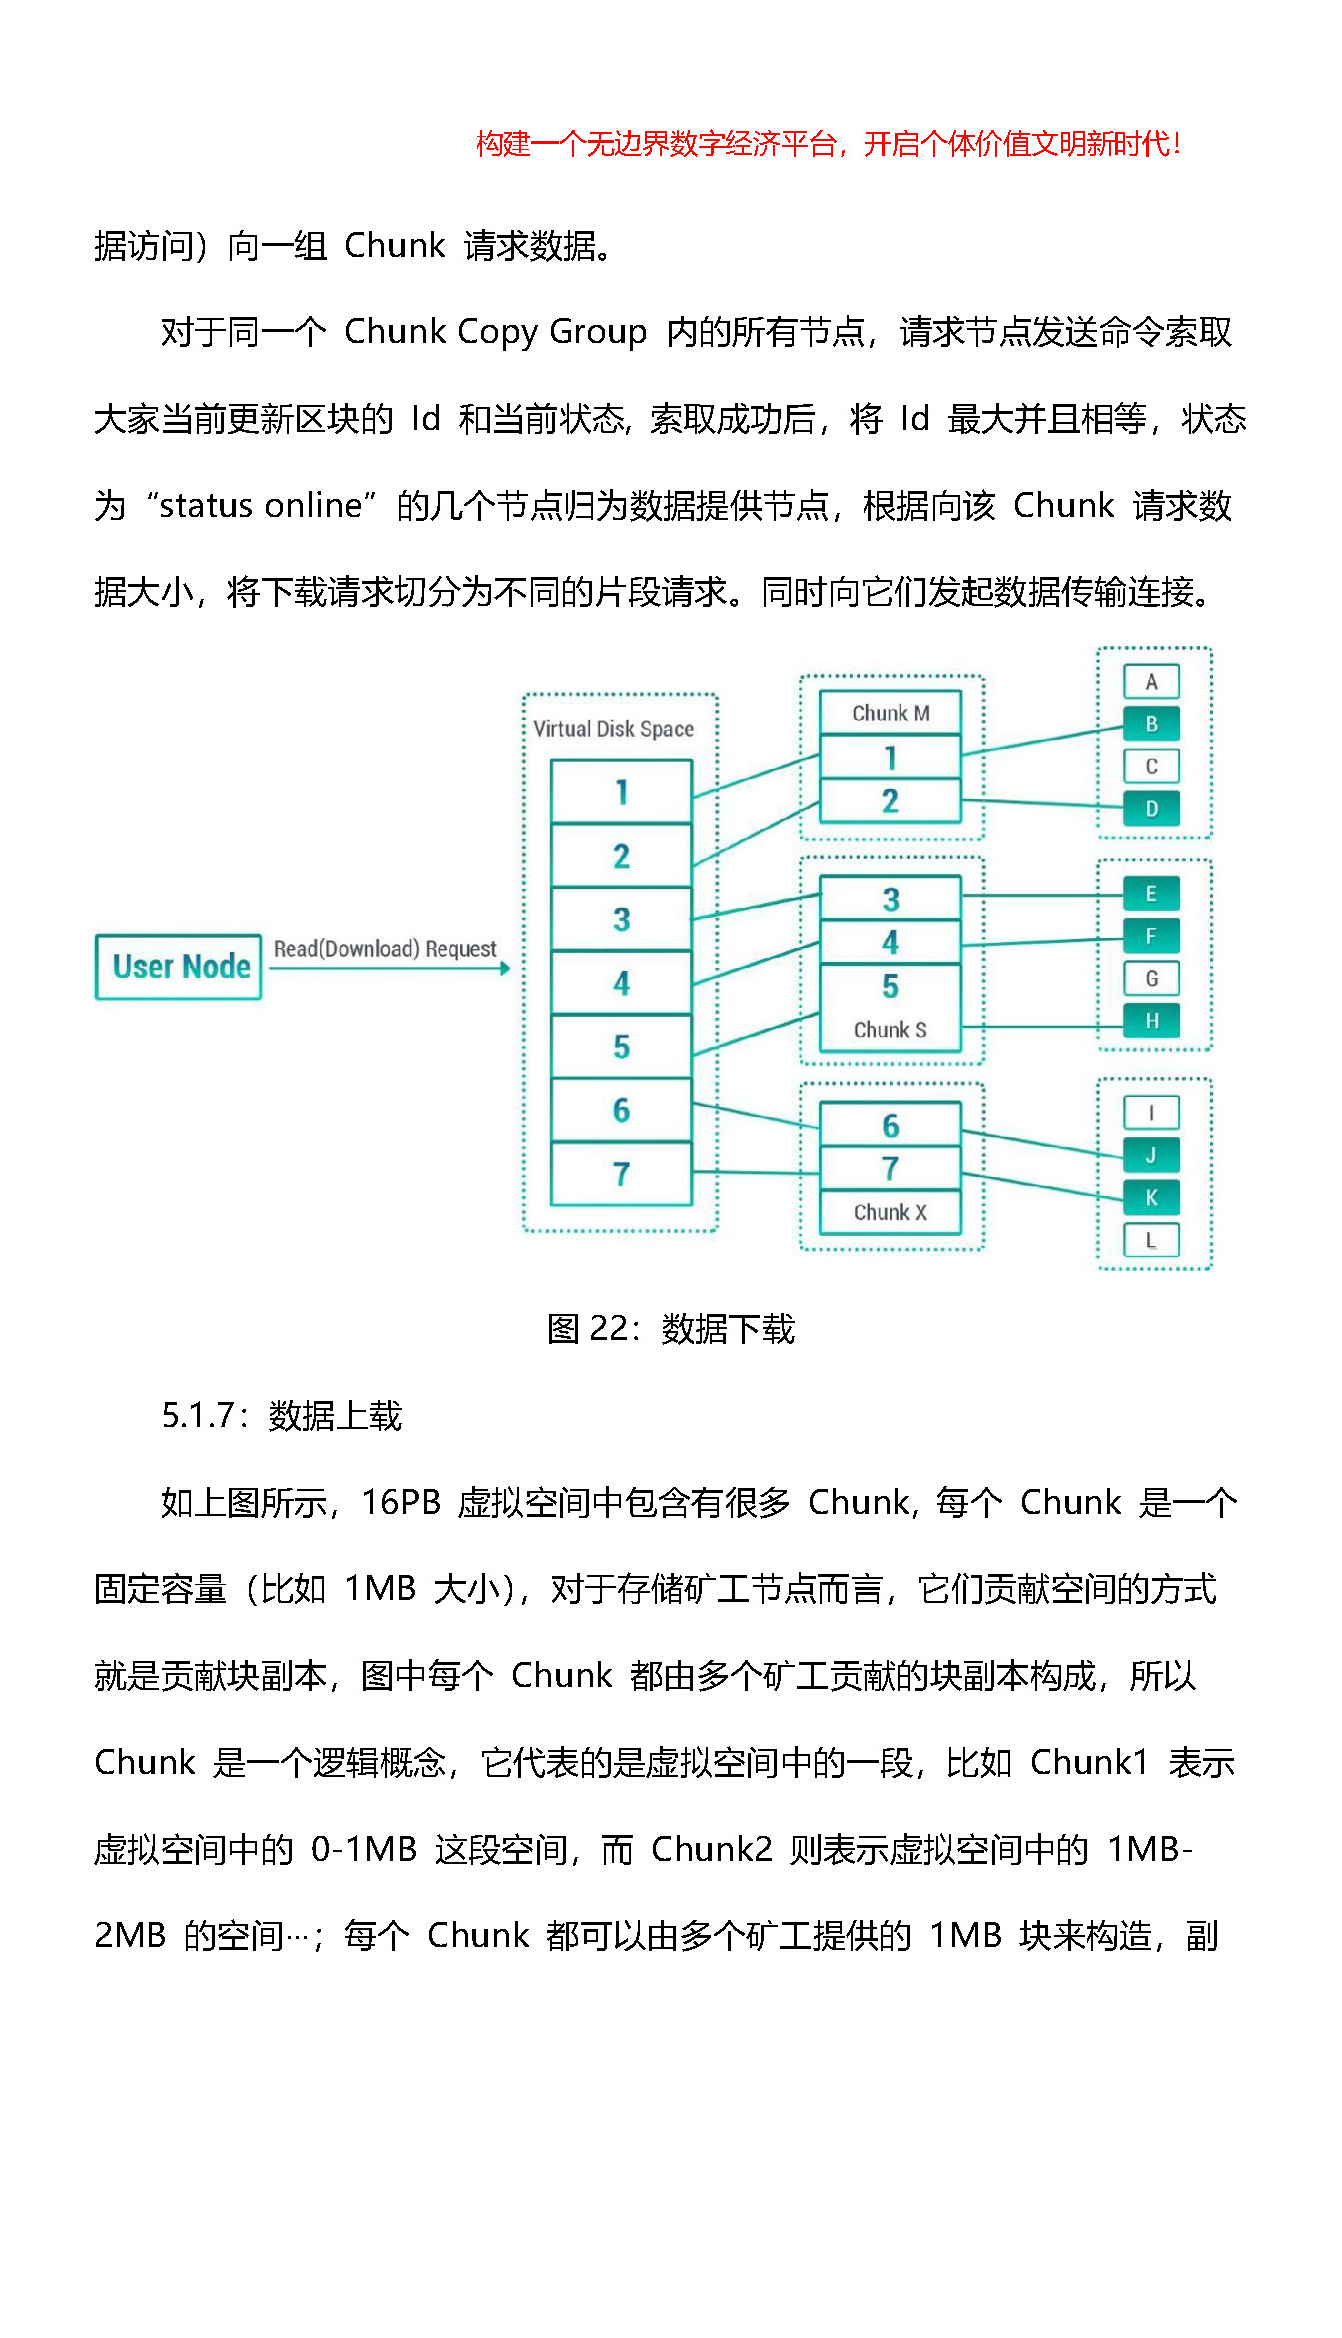 构建一个无边界数字经济平台，开启个体价值文明新时代！
据访问）向一组 Chunk 请求数据。
对于同一个 Chunk Copy Group 内的所有节点，请求节点发送命令索取
大家当前更新区块的 Id 和当前状态，索取成功后，将 Id 最大并且相等，状态
为“status online”的几个节点归为数据提供节点，根据向该 Chunk 请求数
据大小，将下载请求切分为不同的片段请求。同时向它们发起数据传输连接。
User Node
Read(Download) Request
Virtual Disk Space
1
2
3
4
5
6
7
Chunk M
1
2
3
4
5
Chunk S
6
7
Chunk X
A
B
C
D
E
F
G
H
I
J
K
L
图 22：数据下载
5.1.7：数据上载
如上图所示，16PB 虚拟空间中包含有很多 Chunk，每个 Chunk 是一个
固定容量（比如 1MB 大小），对于存储矿工节点而言，它们贡献空间的方式
就是贡献块副本，图中每个 Chunk 都由多个矿工贡献的块副本构成，所以
Chunk 是一个逻辑概念，它代表的是虚拟空间中的一段，比如 Chunk1 表示
虚拟空间中的 0-1MB 这段空间，而 Chunk2 则表示虚拟空间中的 1MB-
2MB 的空间…；每个 Chunk 都可以由多个矿工提供的 1MB 块来构造，副